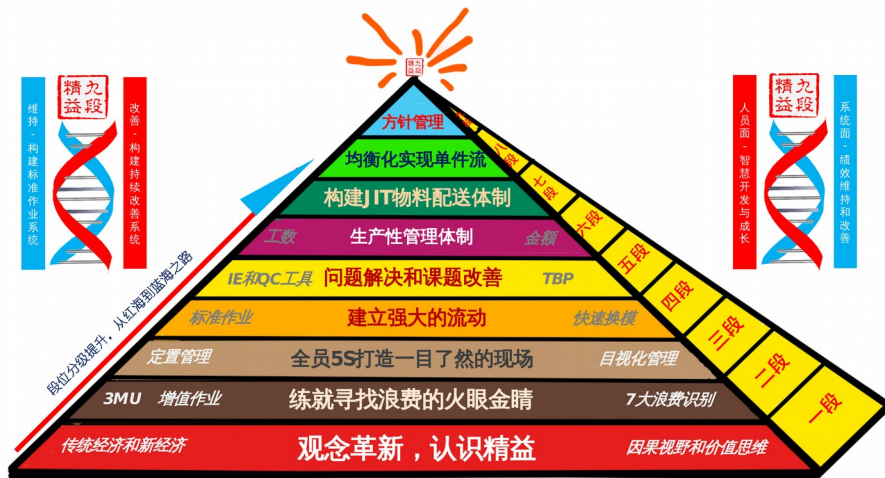 精九
益段
精九
益段
精九
益段
维持-构建标准作业系统
改善-构建持续改善系统
人员面-智慧开发与成长
系统面-绩效维持和改善
段位分级提升，从红海到蓝海之路
方针管理
均衡化实现单件流
八段
构建JIT物料配送体制
七段
工数 生产性管理体制 金额
六段
IE和QC工具 问题解决和课题改善 TBP
五段
标准作业 建立强大的流动 快速换模
四段
定置管理 全员5S打造一目了然的现场 目视化管理
三段
3MU 增值作业 练就寻找浪费的火眼金睛 7大浪费识别
二段
传统经济和新经济 观念革新，认识精益 因果视野和价值思维
一段